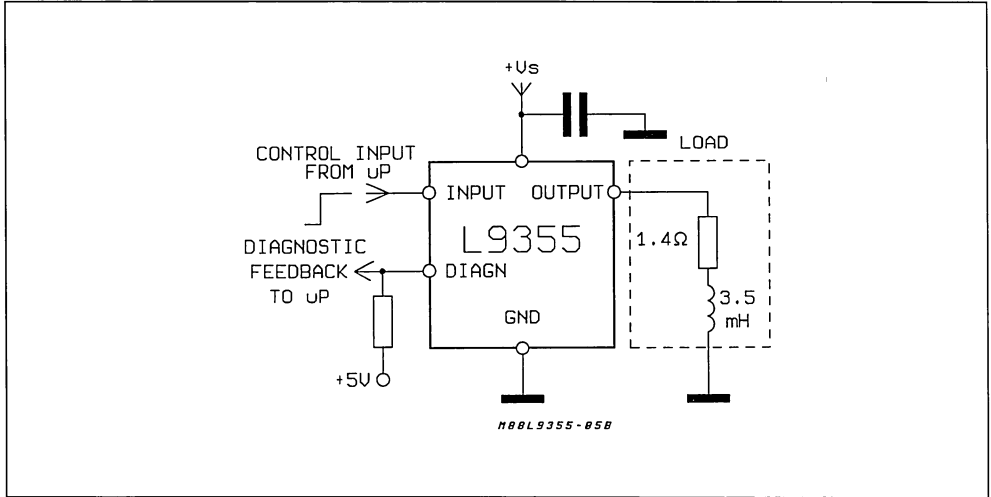 +Vs
LOAD
CONTROL INPUT
FROM uP
INPUT
OUTPUT
L9355
1.4Ω
DIAGNOSTIC
FEEDBACK
TO uP
DIAGN
3.5
mH
GND
+5V
M88L9355-05B